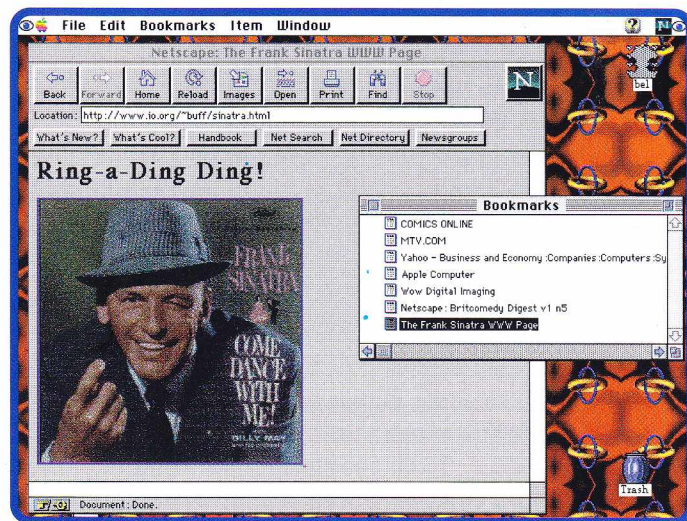 File Edit Bookmarks Item Window
Netscape: The Frank Sinatra WWW Page
bel
Back Forward Home Reload Images Open Print Find Stop
N
Location: http://www.io.org/~buff/sinatra.html
What's New? What's Cool? Handbook Net Search Net Directory Newsgroups
Ring-a-Ding Ding!
Bookmarks
COMICS ONLINE
MTV.COM
Yahoo - Business and Economy :Companies :Computers :Sy
Apple Computer
Wow Digital Imaging
Netscape: Britcomedy Digest v1 n5
The Frank Sinatra WWW Page
FRANK
SINATRA
COME
DANCE
WITH
ME!
BILLY MAY
Trash
Document: Done.